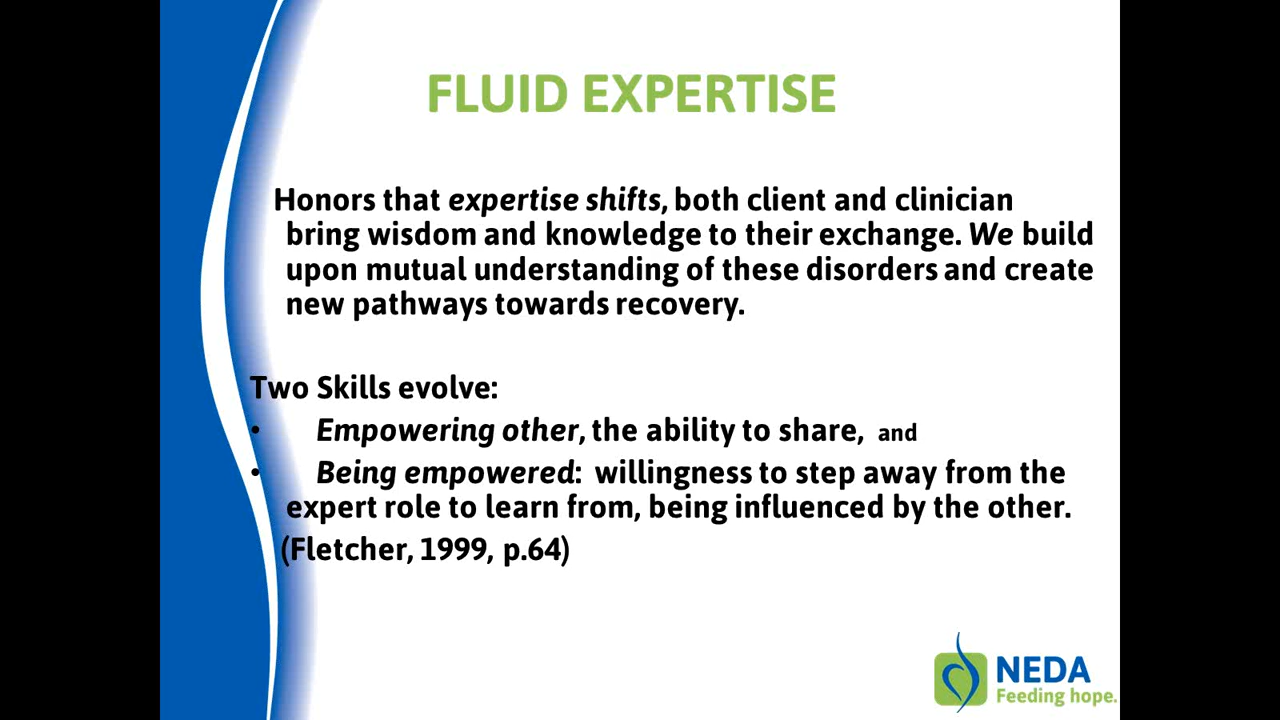 FLUID EXPERTISE
Honors that expertise shifts, both client and clinician
bring wisdom and knowledge to their exchange. We build
upon mutual understanding of these disorders and create
new pathways towards recovery.
Two Skills evolve:
• Empowering other, the ability to share, and
• Being empowered: willingness to step away from the
expert role to learn from, being influenced by the other.
(Fletcher, 1999, p.64)
NEDA
Feeding hope.